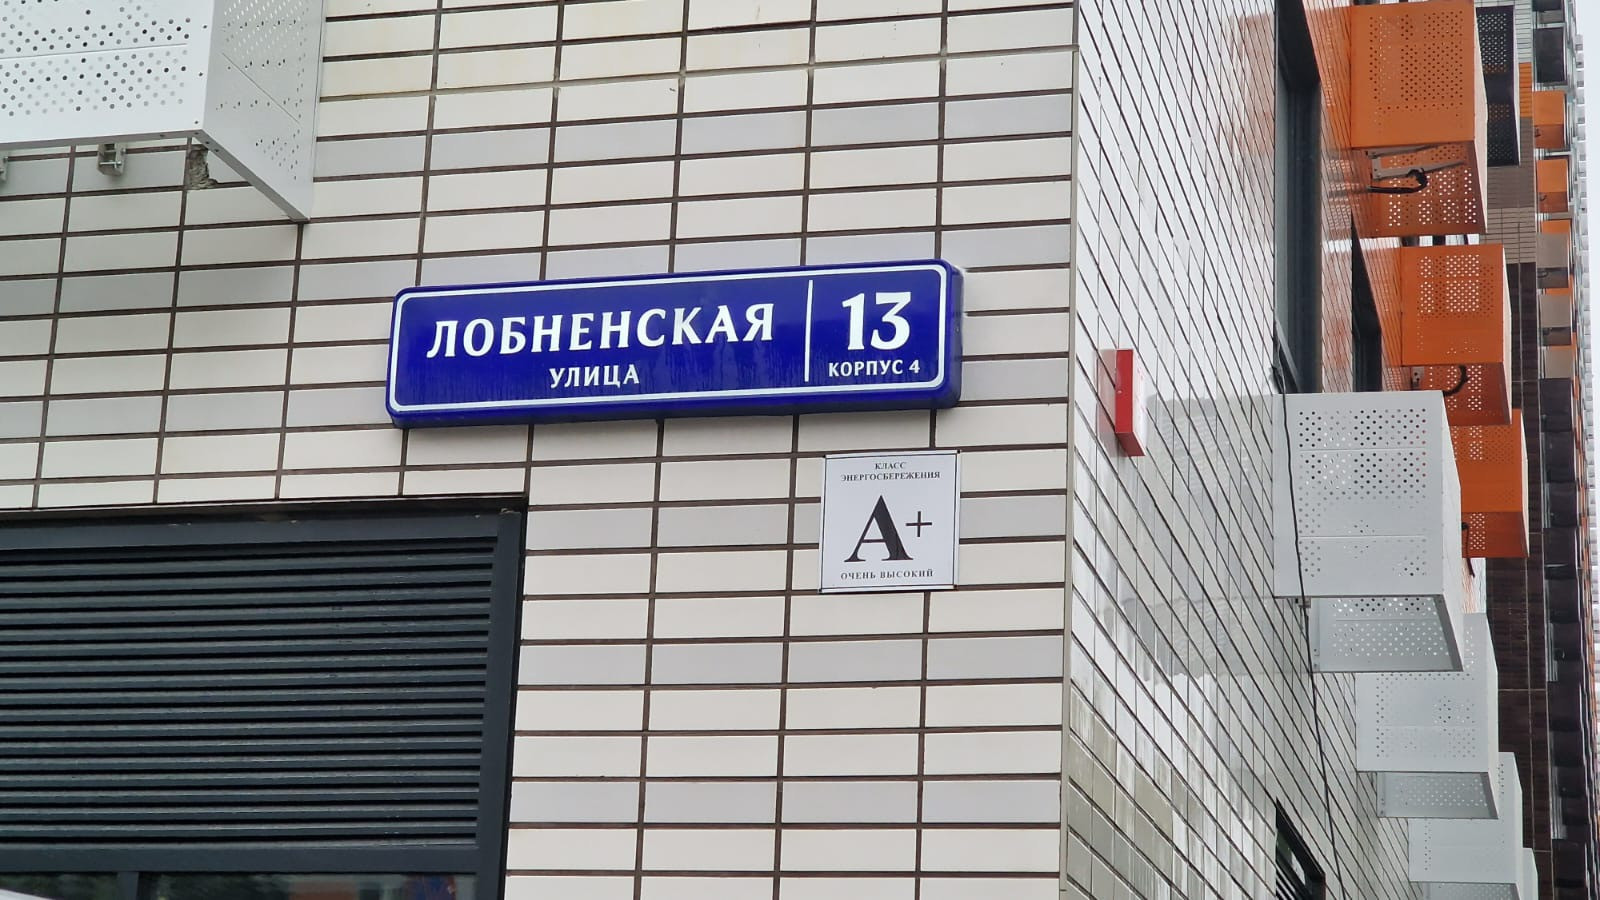 ЛОБНЕНСКАЯ
УЛИЦА
13
КОРПУС 4
КЛАСС
ЭНЕРГОСБЕРЕЖЕНИЯ
A+
ОЧЕНЬ ВЫСОКИЙ